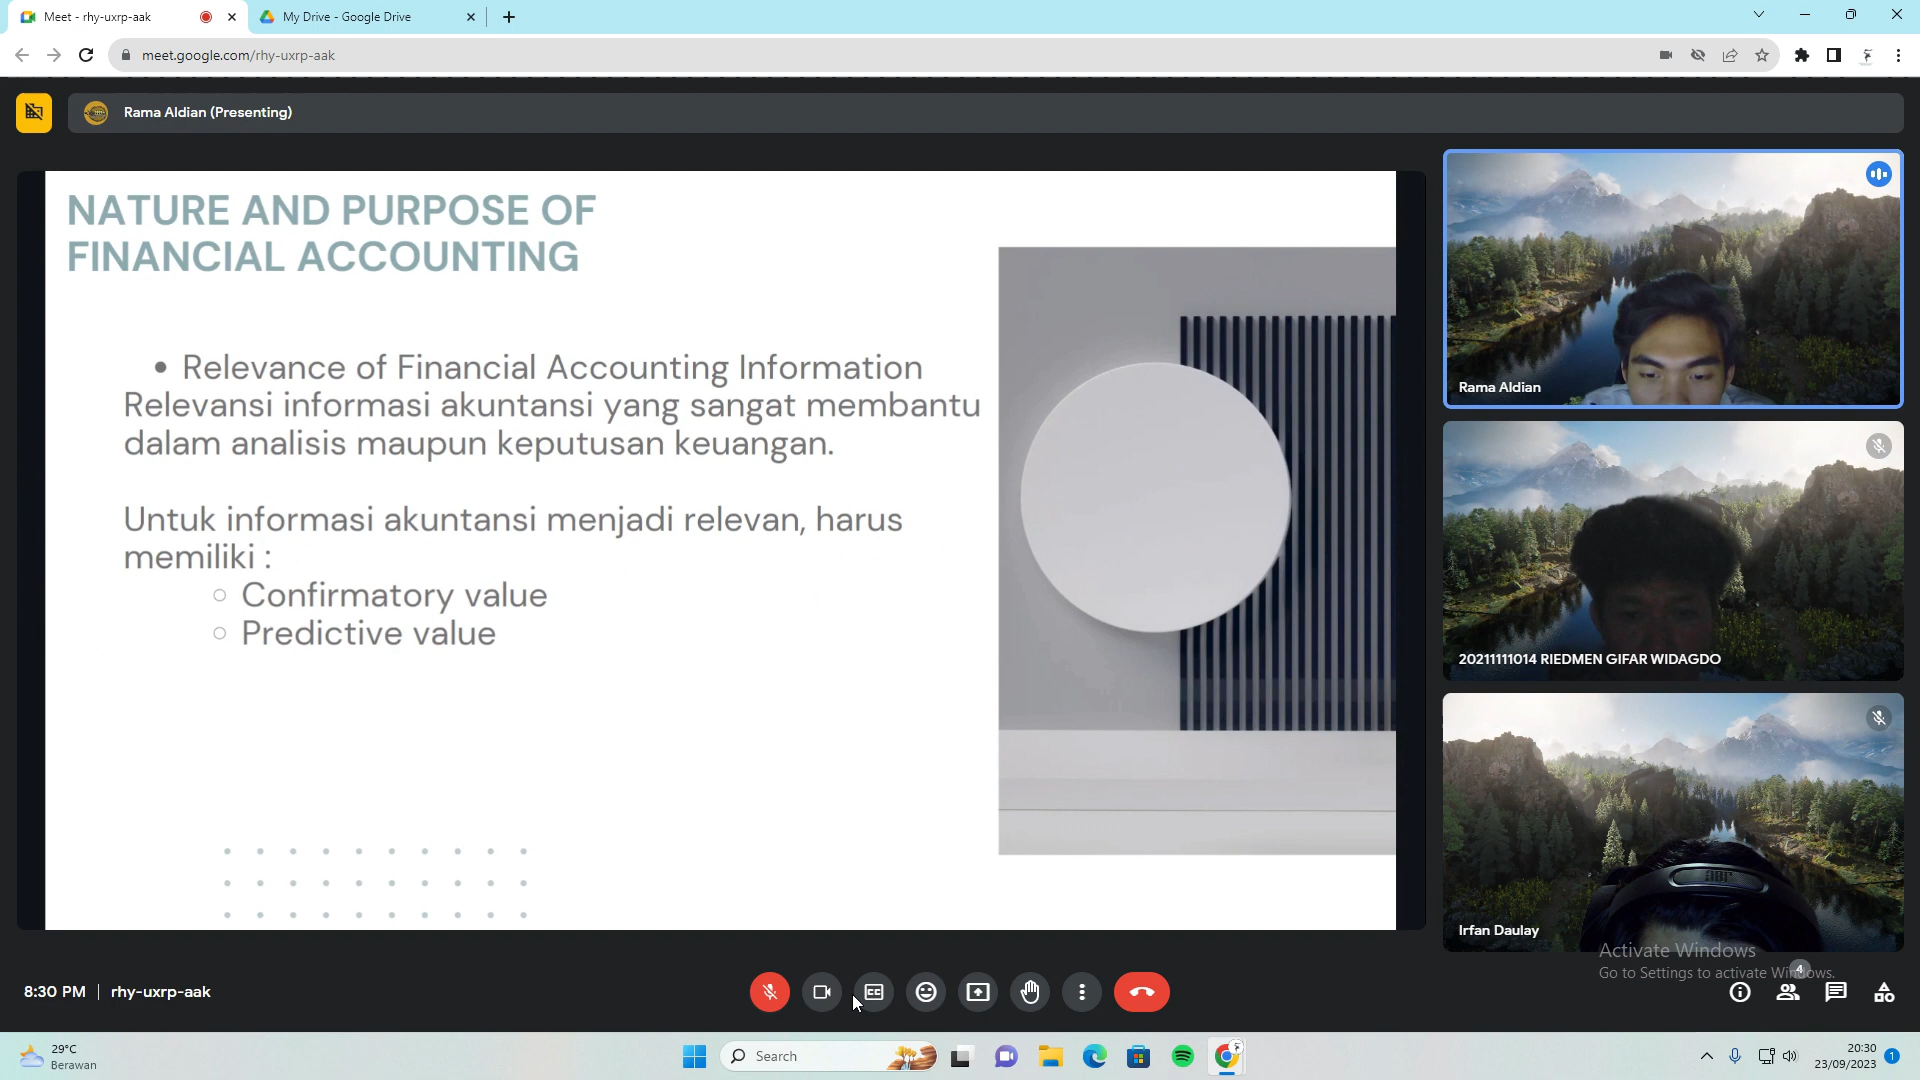 Meet - rhy-uxrp-aak
My Drive - Google Drive
meet.google.com/rhy-uxrp-aak
Rama Aldian (Presenting)
NATURE AND PURPOSE OF
FINANCIAL ACCOUNTING
• Relevance of Financial Accounting Information
Relevansi informasi akuntansi yang sangat membantu
dalam analisis maupun keputusan keuangan.
Untuk informasi akuntansi menjadi relevan, harus
memiliki :
○ Confirmatory value
○ Predictive value
Rama Aldian
20211111014 RIEDMEN GIFAR WIDAGDO
Irfan Daulay
Activate Windows
Go to Settings to activate Windows.
4
8:30 PM | rhy-uxrp-aak
29°C
Berawan
Search
20:30
23/09/2023
1